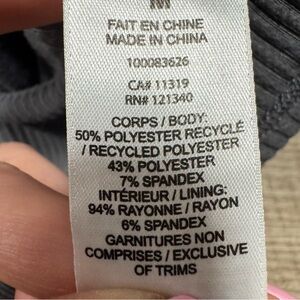 M
FAIT EN CHINE
MADE IN CHINA
100083626
CA# 11319
RN# 121340
CORPS / BODY:
50% POLYESTER RECYCLÉ
/ RECYCLED POLYESTER
43% POLYESTER
7% SPANDEX
INTÉRIEUR / LINING:
94% RAYONNE / RAYON
6% SPANDEX
GARNITURES NON
COMPRISES / EXCLUSIVE
OF TRIMS